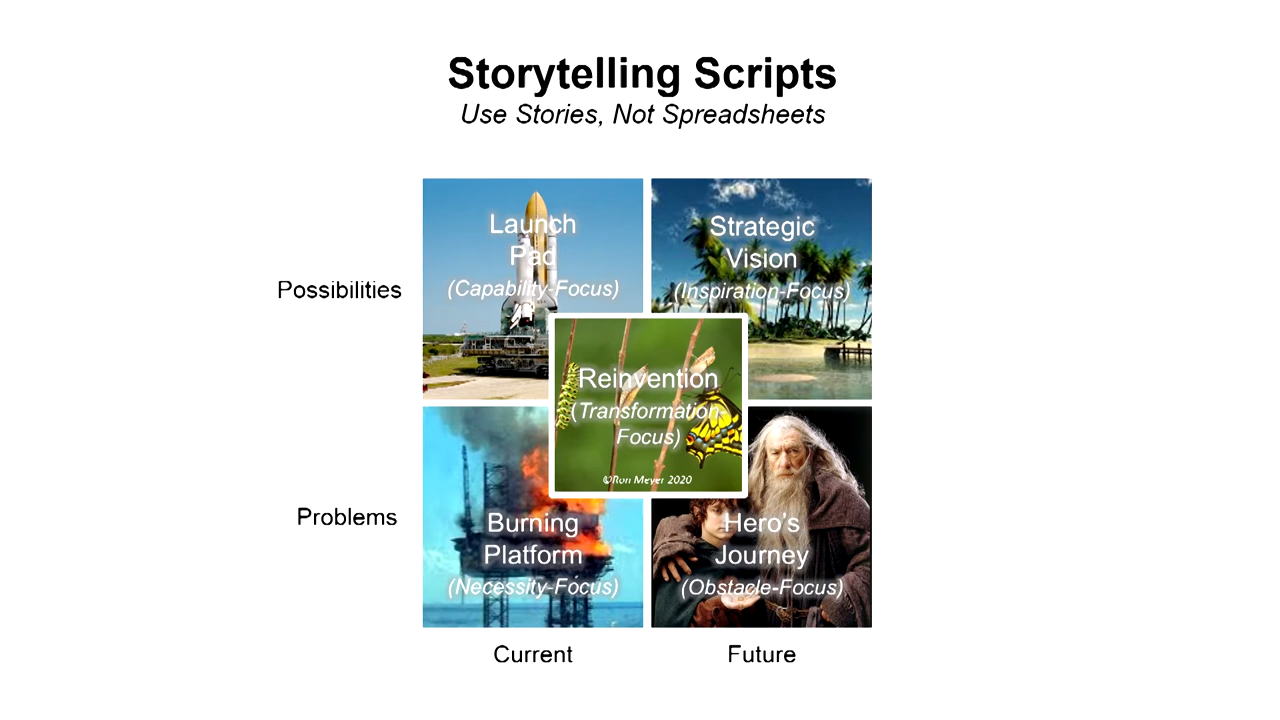 Storytelling Scripts
Use Stories, Not Spreadsheets
Possibilities
Launch
Pad
(Capability-Focus)
Strategic
Vision
(Inspiration-Focus)
Reinvention
(Transformation-
Focus)
©Ron Meyer 2020
Problems
Burning
Platform
(Necessity-Focus)
Hero’s
Journey
(Obstacle-Focus)
Current
Future